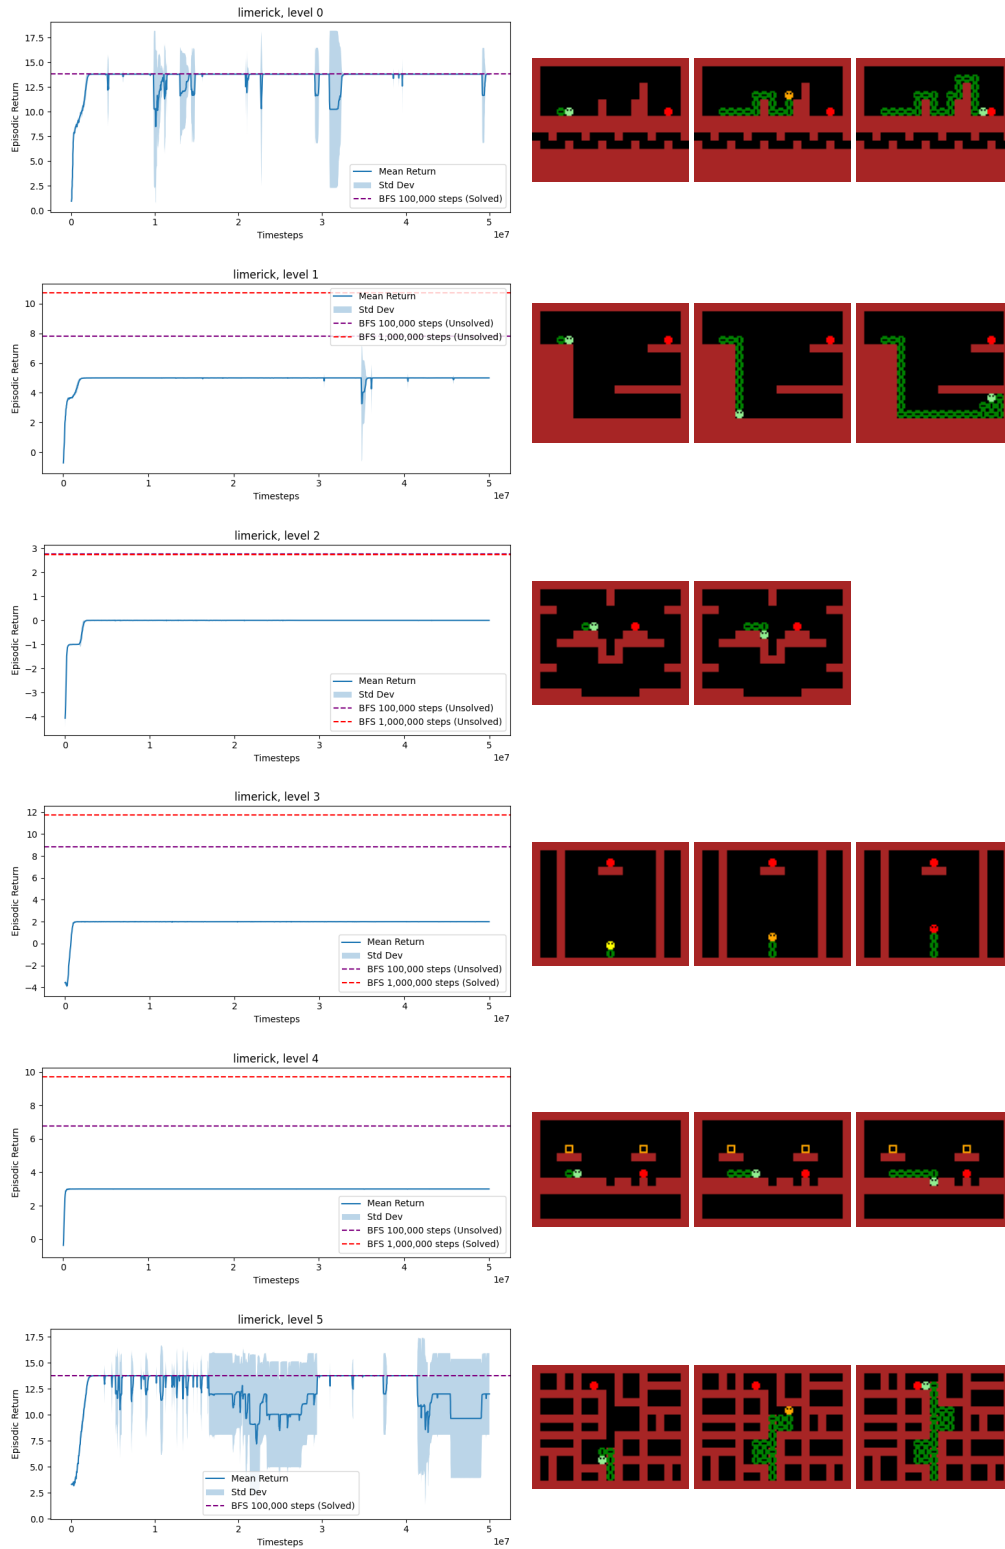 limerick, level 0
17.5
15.0
12.5
10.0
7.5
5.0
2.5
0.0
Episodic Return
Mean Return
Std Dev
BFS 100,000 steps (Solved)
0 1 2 3 4 5
1e7
Timesteps
limerick, level 1
10
8
6
4
2
0
Episodic Return
Mean Return
Std Dev
BFS 100,000 steps (Unsolved)
BFS 1,000,000 steps (Unsolved)
0 1 2 3 4 5
1e7
Timesteps
limerick, level 2
3
2
1
0
−1
−2
−3
−4
Episodic Return
Mean Return
Std Dev
BFS 100,000 steps (Unsolved)
BFS 1,000,000 steps (Unsolved)
0 1 2 3 4 5
1e7
Timesteps
limerick, level 3
12
10
8
6
4
2
0
−2
−4
Episodic Return
Mean Return
Std Dev
BFS 100,000 steps (Unsolved)
BFS 1,000,000 steps (Solved)
0 1 2 3 4 5
1e7
Timesteps
limerick, level 4
10
8
6
4
2
0
Episodic Return
Mean Return
Std Dev
BFS 100,000 steps (Unsolved)
BFS 1,000,000 steps (Solved)
0 1 2 3 4 5
1e7
Timesteps
limerick, level 5
17.5
15.0
12.5
10.0
7.5
5.0
2.5
0.0
Episodic Return
Mean Return
Std Dev
BFS 100,000 steps (Solved)
0 1 2 3 4 5
1e7
Timesteps